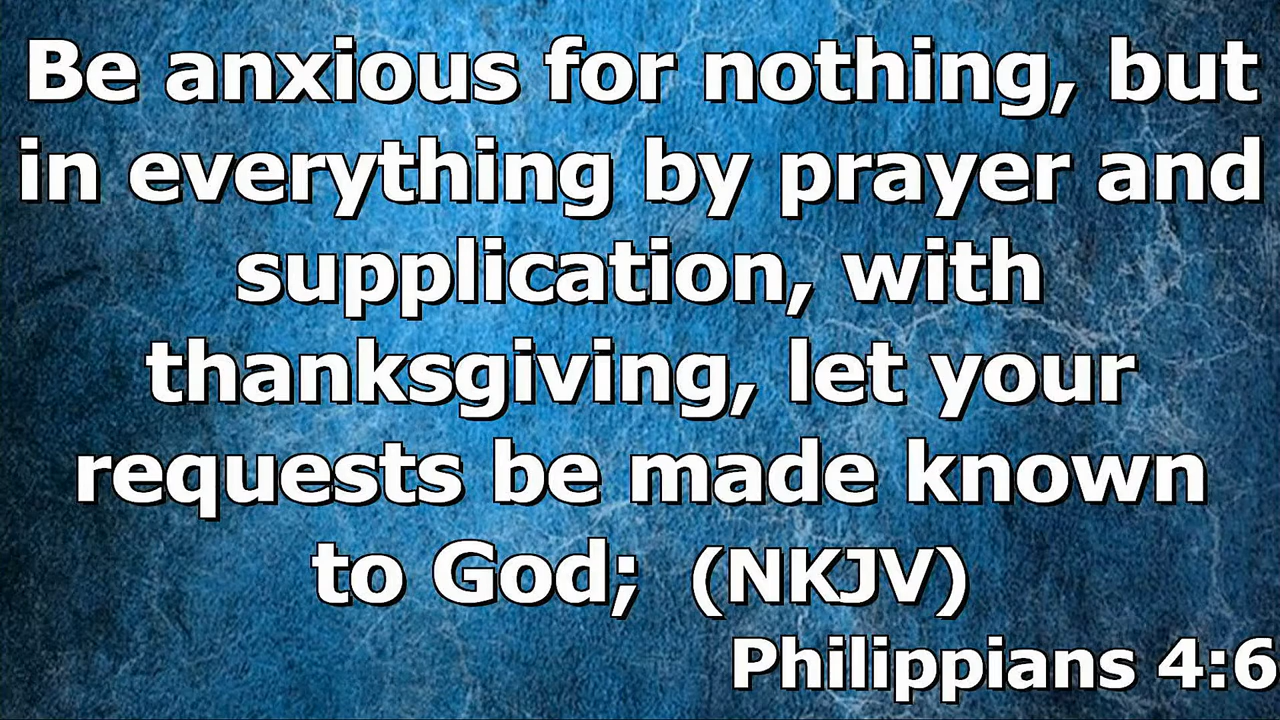 Be anxious for nothing, but
in everything by prayer and
supplication, with
thanksgiving, let your
requests be made known
to God; (NKJV)
Philippians 4:6